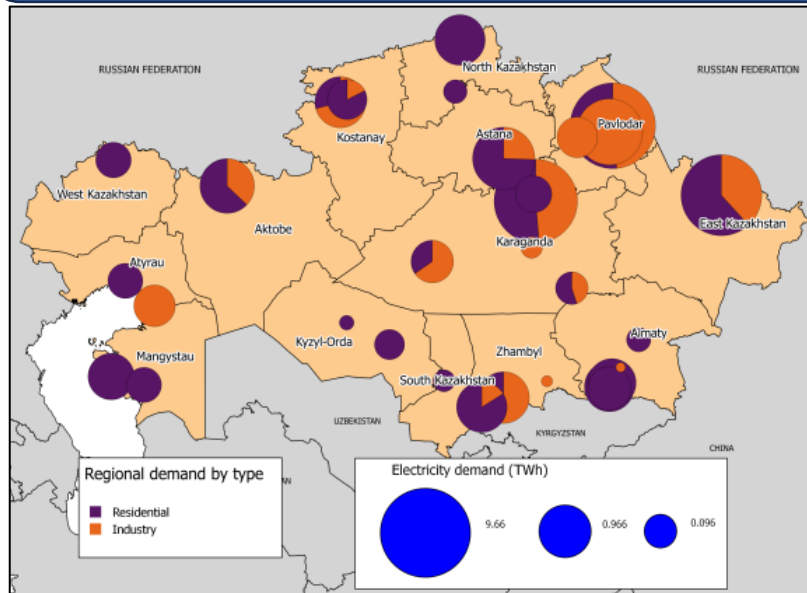 RUSSIAN FEDERATION
North Kazakhstan
RUSSIAN FEDERATION
Kostanay
Astana
Pavlodar
West Kazakhstan
Aktobe
Karaganda
East Kazakhstan
Atyrau
Mangystau
Kyzyl-Orda
Zhambyl
Almaty
South Kazakhstan
UZBEKISTAN
KYRGYZSTAN
CHINA
Regional demand by type
Residential
Industry
Electricity demand (TWh)
9.66
0.966
0.096